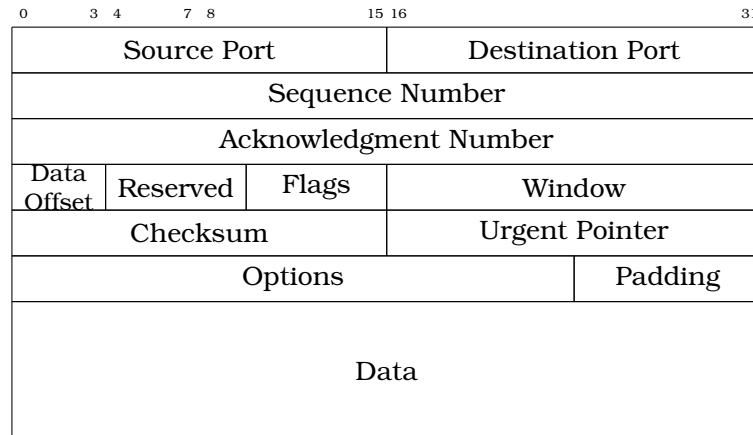 0 3 4 7 8 15 16 31
Source Port Destination Port
Sequence Number
Acknowledgment Number
Data
Offset Reserved Flags Window
Checksum Urgent Pointer
Options Padding
Data